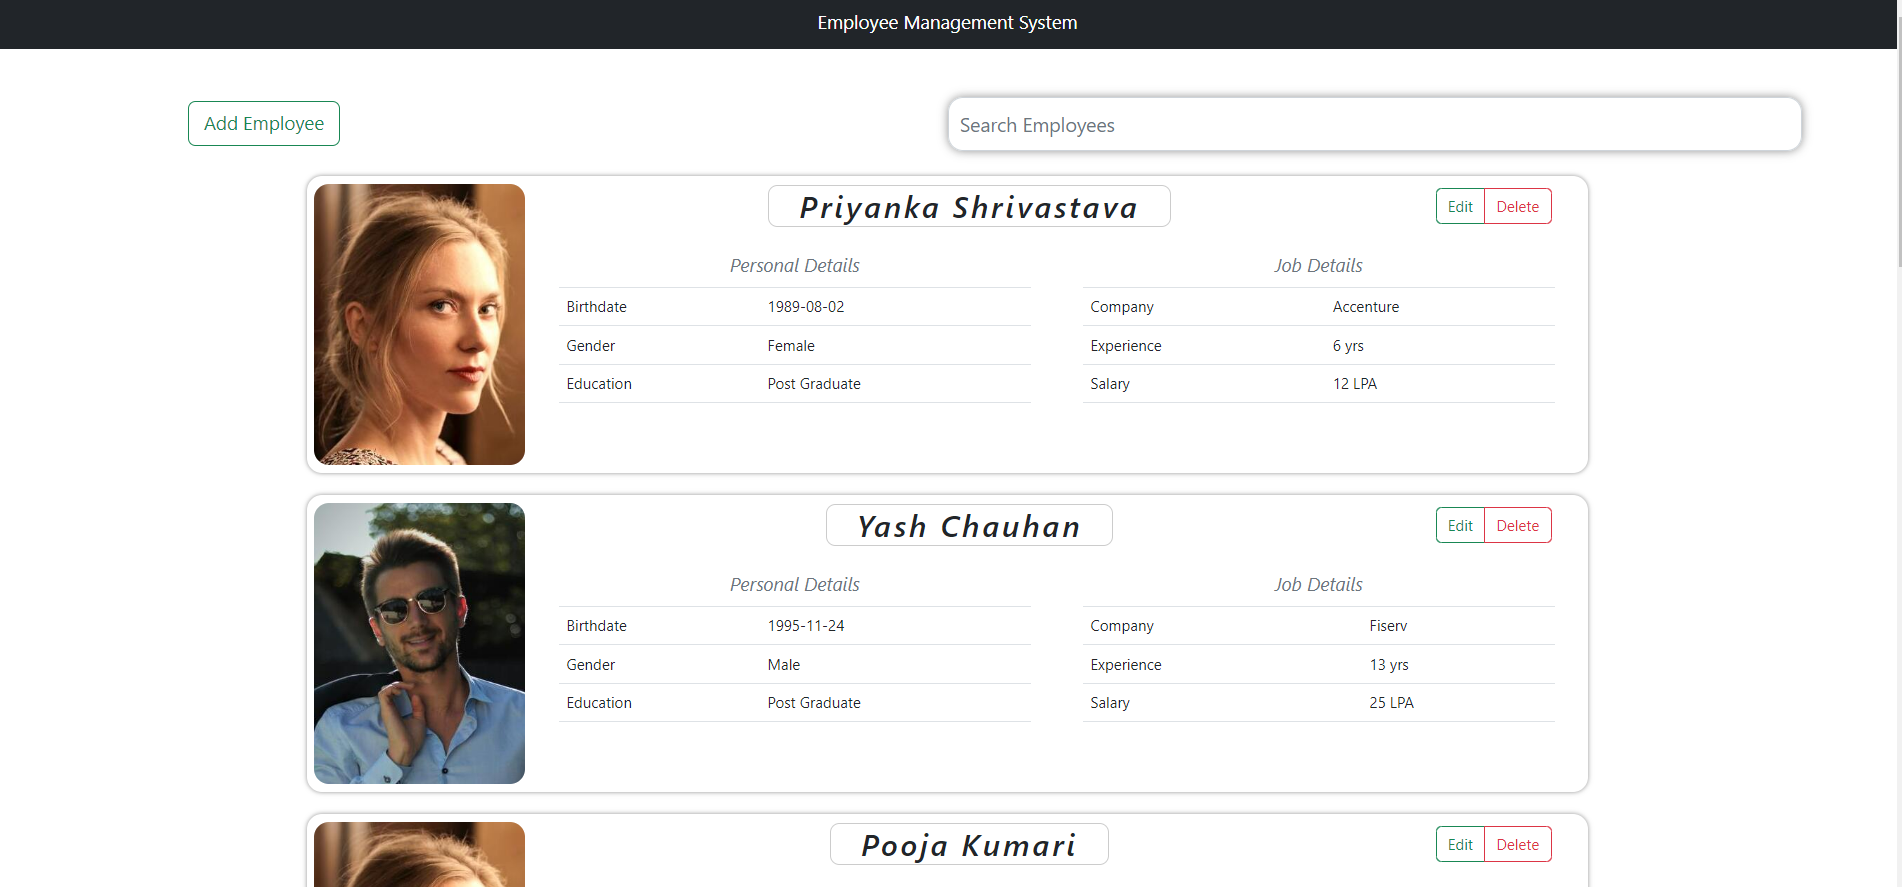 Employee Management System
Add Employee
Search Employees
Priyanka Shrivastava
Edit Delete
Personal Details
Job Details
Birthdate 1989-08-02
Company Accenture
Gender Female
Experience 6 yrs
Education Post Graduate
Salary 12 LPA
Yash Chauhan
Edit Delete
Personal Details
Job Details
Birthdate 1995-11-24
Company Fiserv
Gender Male
Experience 13 yrs
Education Post Graduate
Salary 25 LPA
Pooja Kumari
Edit Delete